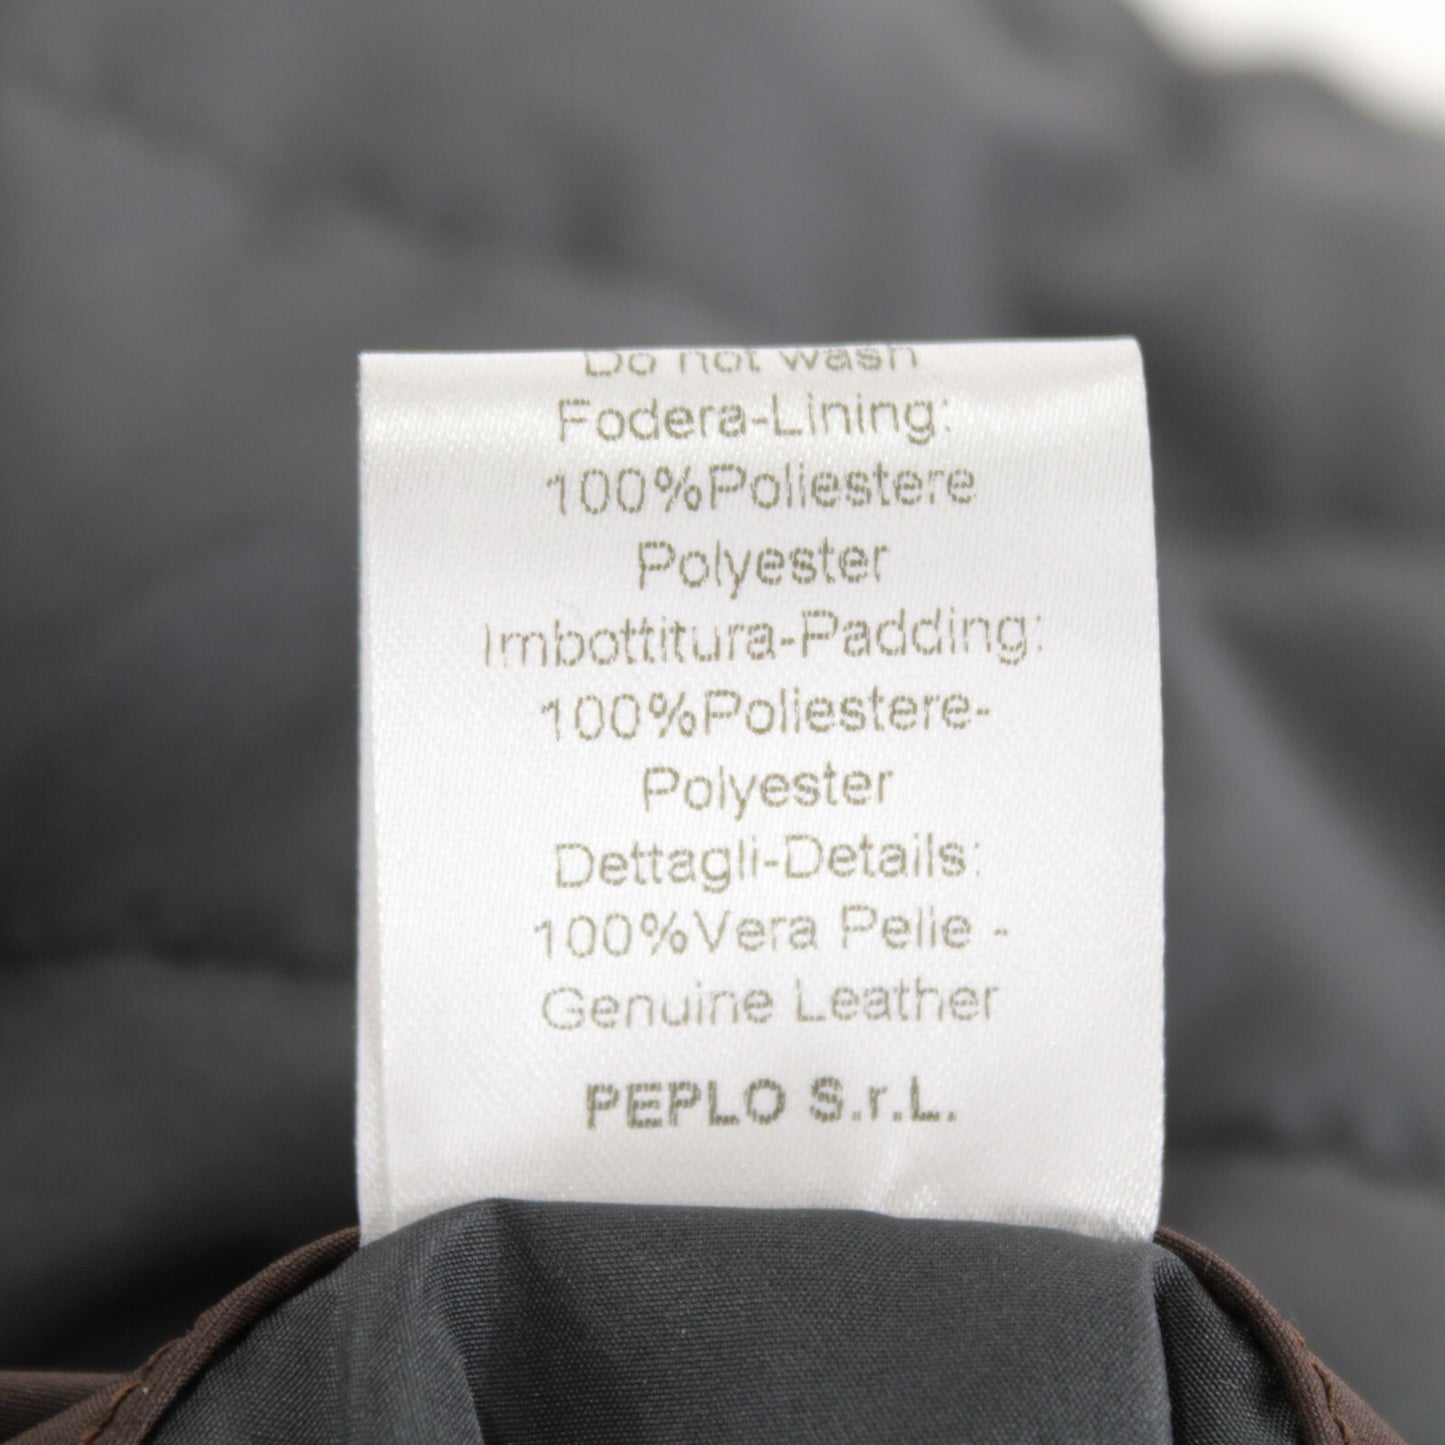 Do not wash
Fodera-Lining:
100%Poliestere
Polyester
Imbottitura-Padding:
100%Poliestere-
Polyester
Dettagli-Details:
100%Vera Pelle -
Genuine Leather
PEPLO S.r.L.